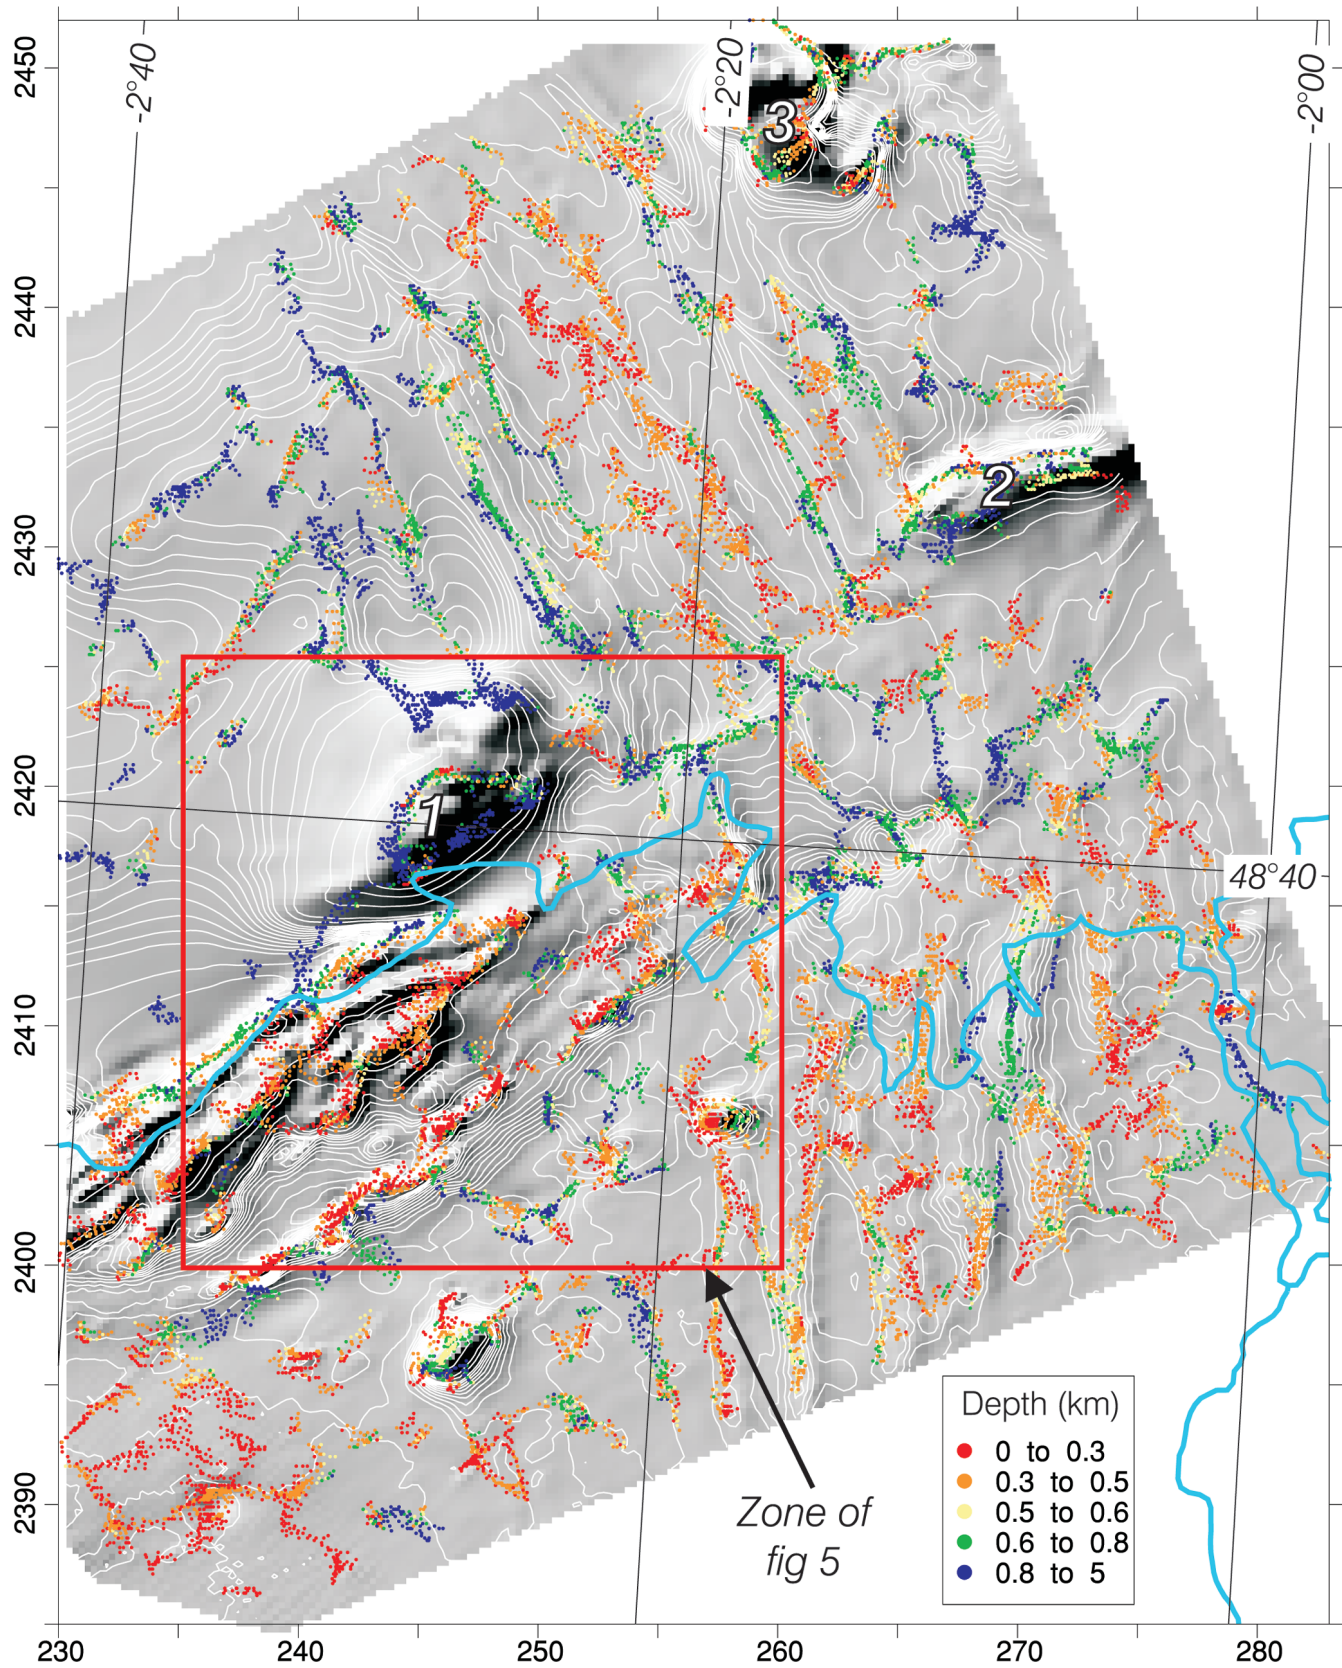 -2°40
-2°20
-2°00
2450
3
2440
2
2430
2420
1
48°40
2410
2400
Depth (km)
0 to 0.3
0.3 to 0.5
0.5 to 0.6
0.6 to 0.8
0.8 to 5
Zone of
fig 5
2390
230 240 250 260 270 280